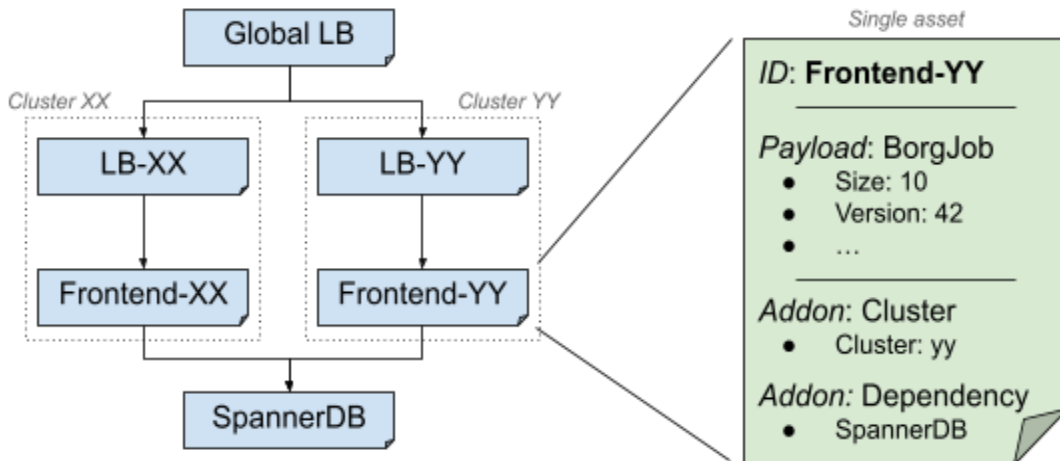 Global LB
Cluster XX
Cluster YY
LB-XX
LB-YY
Frontend-XX
Frontend-YY
SpannerDB
Single asset
ID: Frontend-YY
Payload: BorgJob
● Size: 10
● Version: 42
● …
Addon: Cluster
● Cluster: yy
Addon: Dependency
● SpannerDB